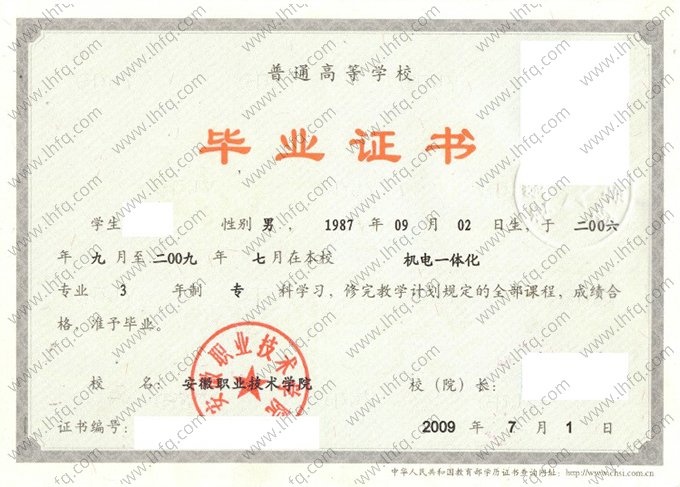 普通高等学校
毕业证书
学生 性别 男 , 1987 年 09 月 02 日生,于 二00六
年 九 月至 二00九 年 七 月在本校 机电一体化
专业 3 年制 专 科学习,修完教学计划规定的全部课程,成绩合
格,准予毕业。
校 名: 安徽职业技术学院 校(院)长:
安徽职业技术学院
证书编号: 2009 年 7 月 1 日
中华人民共和国教育部学历证书查询网址: http://www.chsi.com.cn
www.lhfq.com